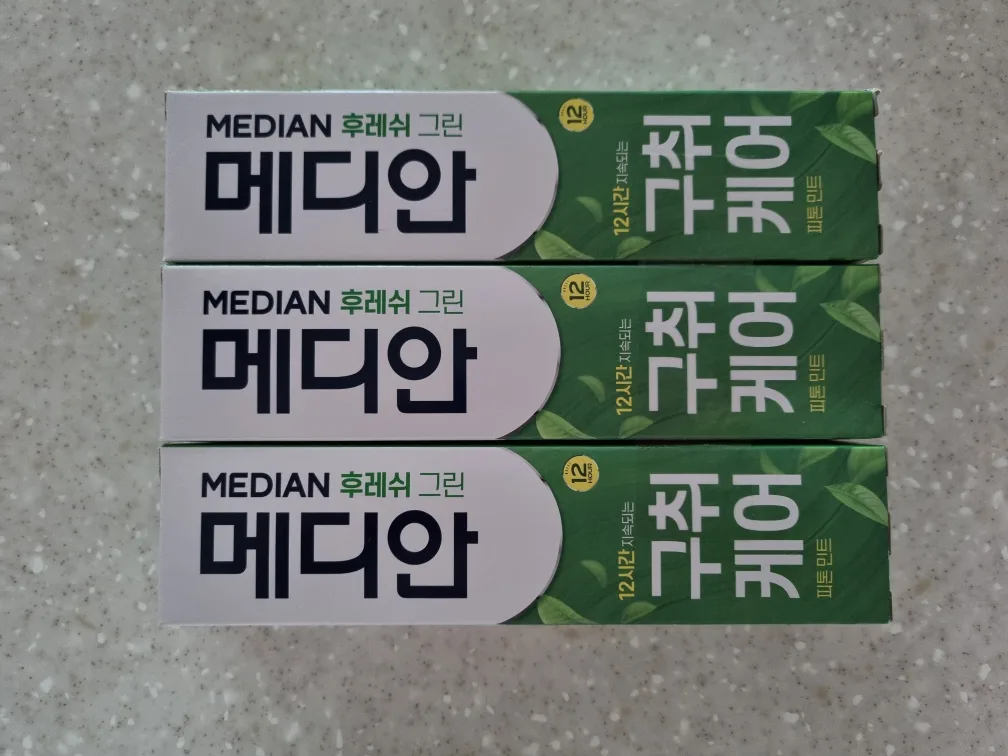 MEDIAN 후레쉬 그린
메디안
12 HOUR
12시간 지속되는
구취
케어
피톤 민트
MEDIAN 후레쉬 그린
메디안
12 HOUR
12시간 지속되는
구취
케어
피톤 민트
MEDIAN 후레쉬 그린
메디안
12 HOUR
12시간 지속되는
구취
케어
피톤 민트